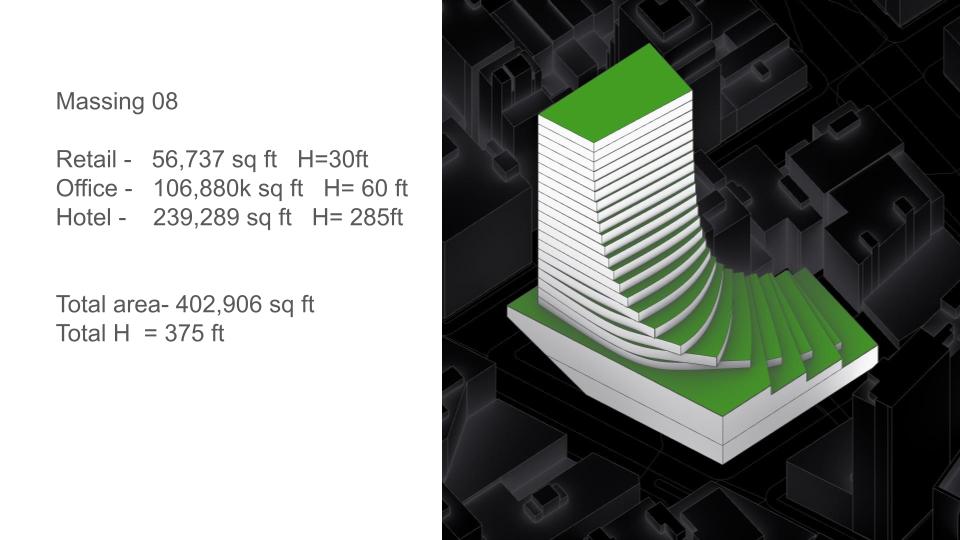 Massing 08
Retail - 56,737 sq ft H=30ft
Office - 106,880k sq ft H= 60 ft
Hotel - 239,289 sq ft H= 285ft
Total area- 402,906 sq ft
Total H = 375 ft